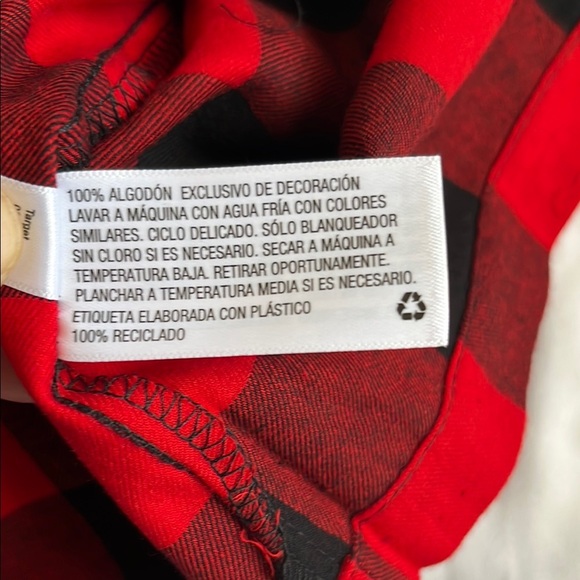 100% ALGODÓN EXCLUSIVO DE DECORACIÓN
LAVAR A MÁQUINA CON AGUA FRÍA CON COLORES
SIMILARES. CICLO DELICADO. SÓLO BLANQUEADOR
SIN CLORO SI ES NECESARIO. SECAR A MÁQUINA A
TEMPERATURA BAJA. RETIRAR OPORTUNAMENTE.
PLANCHAR A TEMPERATURA MEDIA SI ES NECESARIO.
ETIQUETA ELABORADA CON PLÁSTICO
100% RECICLADO
Target